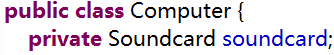 public class Computer {
private Soundcard soundcard;